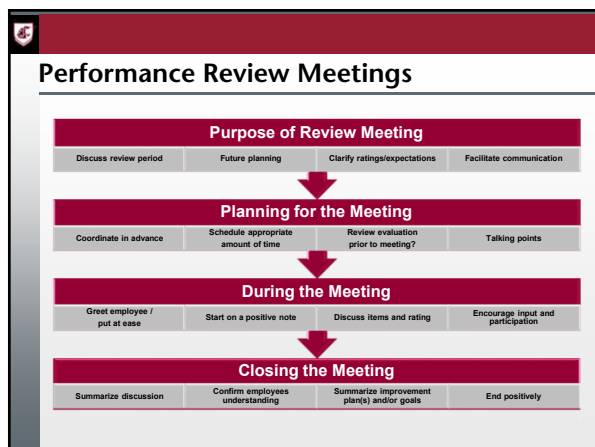 Performance Review Meetings
Purpose of Review Meeting
Discuss review period
Future planning
Clarify ratings/expectations
Facilitate communication
Planning for the Meeting
Coordinate in advance
Schedule appropriate
amount of time
Review evaluation
prior to meeting?
Talking points
During the Meeting
Greet employee /
put at ease
Start on a positive note
Discuss items and rating
Encourage input and
participation
Closing the Meeting
Summarize discussion
Confirm employees
understanding
Summarize improvement
plan(s) and/or goals
End positively